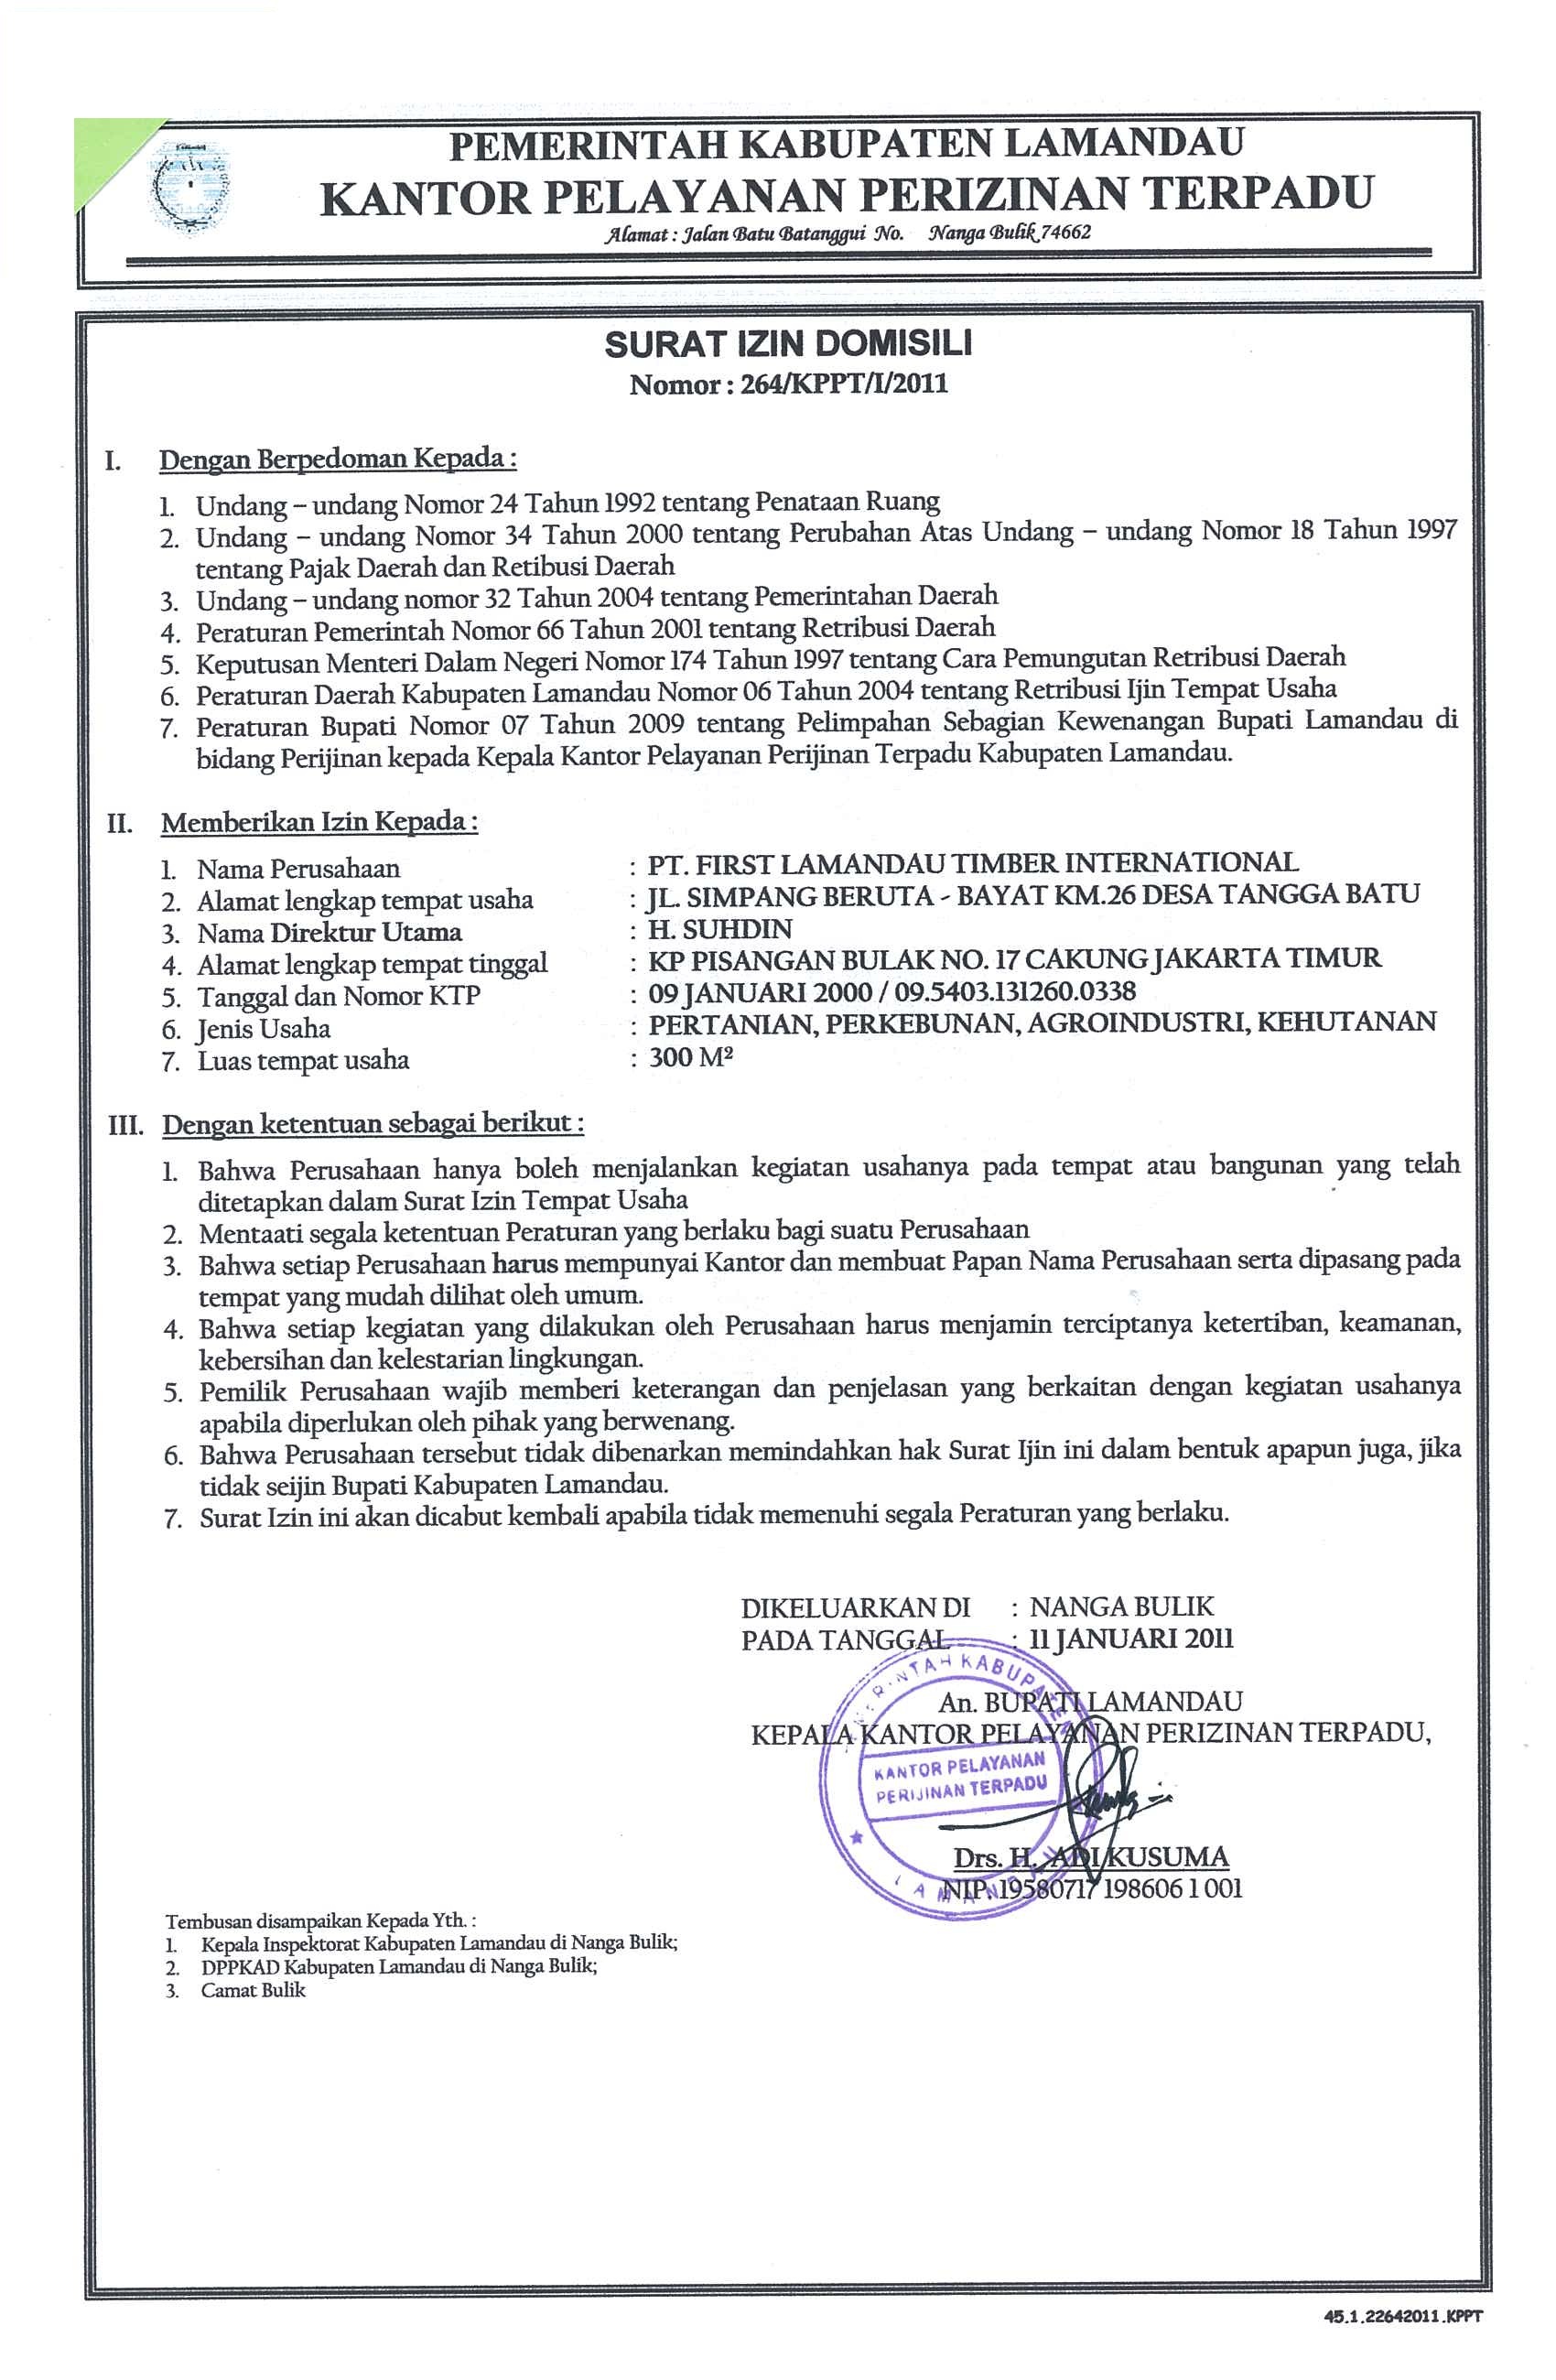 PEMERINTAH KABUPATEN LAMANDAU
KANTOR PELAYANAN PERIZINAN TERPADU
Alamat : Jalan Batu Batanggui No. Nanga Bulik 74662
SURAT IZIN DOMISILI
Nomor : 264/KPPT/I/2011
I. Dengan Berpedoman Kepada :
1. Undang – undang Nomor 24 Tahun 1992 tentang Penataan Ruang
2. Undang – undang Nomor 34 Tahun 2000 tentang Perubahan Atas Undang – undang Nomor 18 Tahun 1997
tentang Pajak Daerah dan Retibusi Daerah
3. Undang – undang nomor 32 Tahun 2004 tentang Pemerintahan Daerah
4. Peraturan Pemerintah Nomor 66 Tahun 2001 tentang Retribusi Daerah
5. Keputusan Menteri Dalam Negeri Nomor 174 Tahun 1997 tentang Cara Pemungutan Retribusi Daerah
6. Peraturan Daerah Kabupaten Lamandau Nomor 06 Tahun 2004 tentang Retribusi Ijin Tempat Usaha
7. Peraturan Bupati Nomor 07 Tahun 2009 tentang Pelimpahan Sebagian Kewenangan Bupati Lamandau di
bidang Perijinan kepada Kepala Kantor Pelayanan Perijinan Terpadu Kabupaten Lamandau.
II. Memberikan Izin Kepada :
1. Nama Perusahaan : PT. FIRST LAMANDAU TIMBER INTERNATIONAL
2. Alamat lengkap tempat usaha : JL. SIMPANG BERUTA - BAYAT KM.26 DESA TANGGA BATU
3. Nama Direktur Utama : H. SUHDIN
4. Alamat lengkap tempat tinggal : KP PISANGAN BULAK NO. 17 CAKUNG JAKARTA TIMUR
5. Tanggal dan Nomor KTP : 09 JANUARI 2000 / 09.5403.131260.0338
6. Jenis Usaha : PERTANIAN, PERKEBUNAN, AGROINDUSTRI, KEHUTANAN
7. Luas tempat usaha : 300 M²
III. Dengan ketentuan sebagai berikut :
1. Bahwa Perusahaan hanya boleh menjalankan kegiatan usahanya pada tempat atau bangunan yang telah
ditetapkan dalam Surat Izin Tempat Usaha
2. Mentaati segala ketentuan Peraturan yang berlaku bagi suatu Perusahaan
3. Bahwa setiap Perusahaan harus mempunyai Kantor dan membuat Papan Nama Perusahaan serta dipasang pada
tempat yang mudah dilihat oleh umum.
4. Bahwa setiap kegiatan yang dilakukan oleh Perusahaan harus menjamin terciptanya ketertiban, keamanan,
kebersihan dan kelestarian lingkungan.
5. Pemilik Perusahaan wajib memberi keterangan dan penjelasan yang berkaitan dengan kegiatan usahanya
apabila diperlukan oleh pihak yang berwenang.
6. Bahwa Perusahaan tersebut tidak dibenarkan memindahkan hak Surat Ijin ini dalam bentuk apapun juga, jika
tidak seijin Bupati Kabupaten Lamandau.
7. Surat Izin ini akan dicabut kembali apabila tidak memenuhi segala Peraturan yang berlaku.
DIKELUARKAN DI : NANGA BULIK
PADA TANGGAL : 11 JANUARI 2011
An. BUPATI LAMANDAU
KEPALA KANTOR PELAYANAN PERIZINAN TERPADU,
KABUPATEN
KANTOR PELAYANAN
PERIJINAN TERPADU
LAMANDAU
Drs. H. ADI KUSUMA
NIP. 19580717 198606 1 001
Tembusan disampaikan Kepada Yth. :
1. Kepala Inspektorat Kabupaten Lamandau di Nanga Bulik;
2. DPPKAD Kabupaten Lamandau di Nanga Bulik;
3. Camat Bulik
45.1.22642011.KPPT